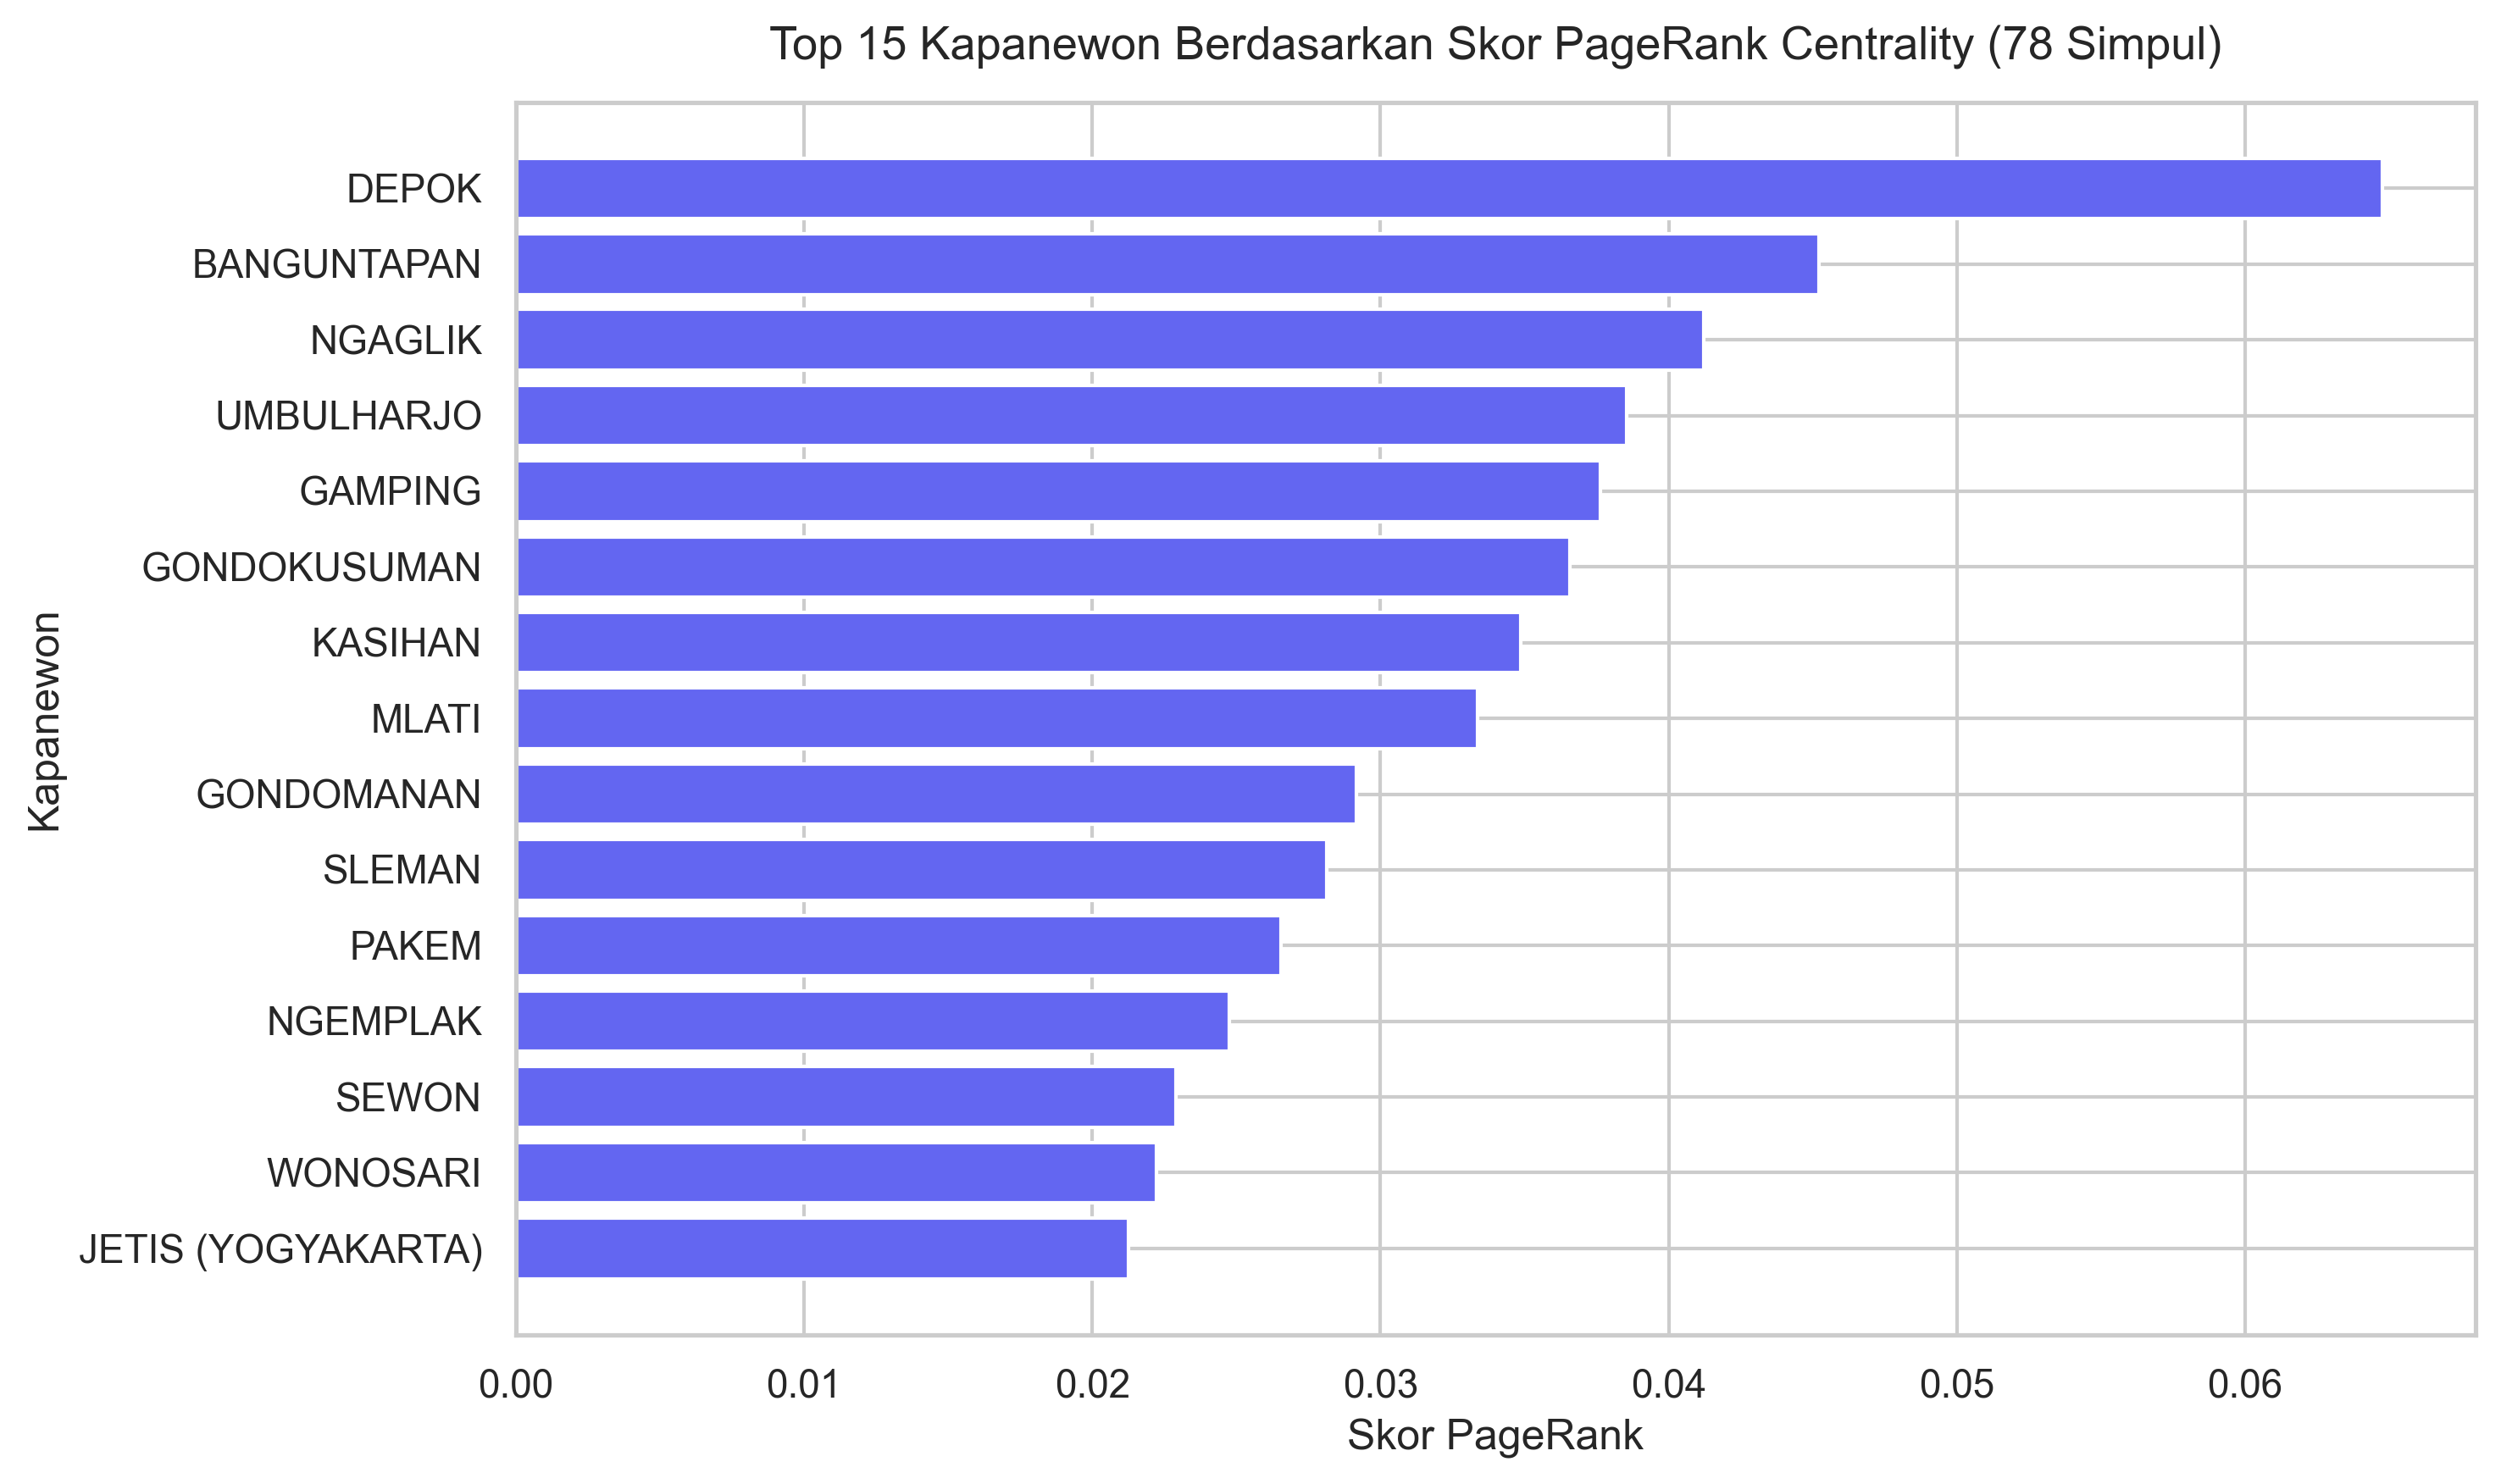 Top 15 Kapanewon Berdasarkan Skor PageRank Centrality (78 Simpul)
Kapanewon
DEPOK
BANGUNTAPAN
NGAGLIK
UMBULHARJO
GAMPING
GONDOKUSUMAN
KASIHAN
MLATI
GONDOMANAN
SLEMAN
PAKEM
NGEMPLAK
SEWON
WONOSARI
JETIS (YOGYAKARTA)
0.00 0.01 0.02 0.03 0.04 0.05 0.06
Skor PageRank